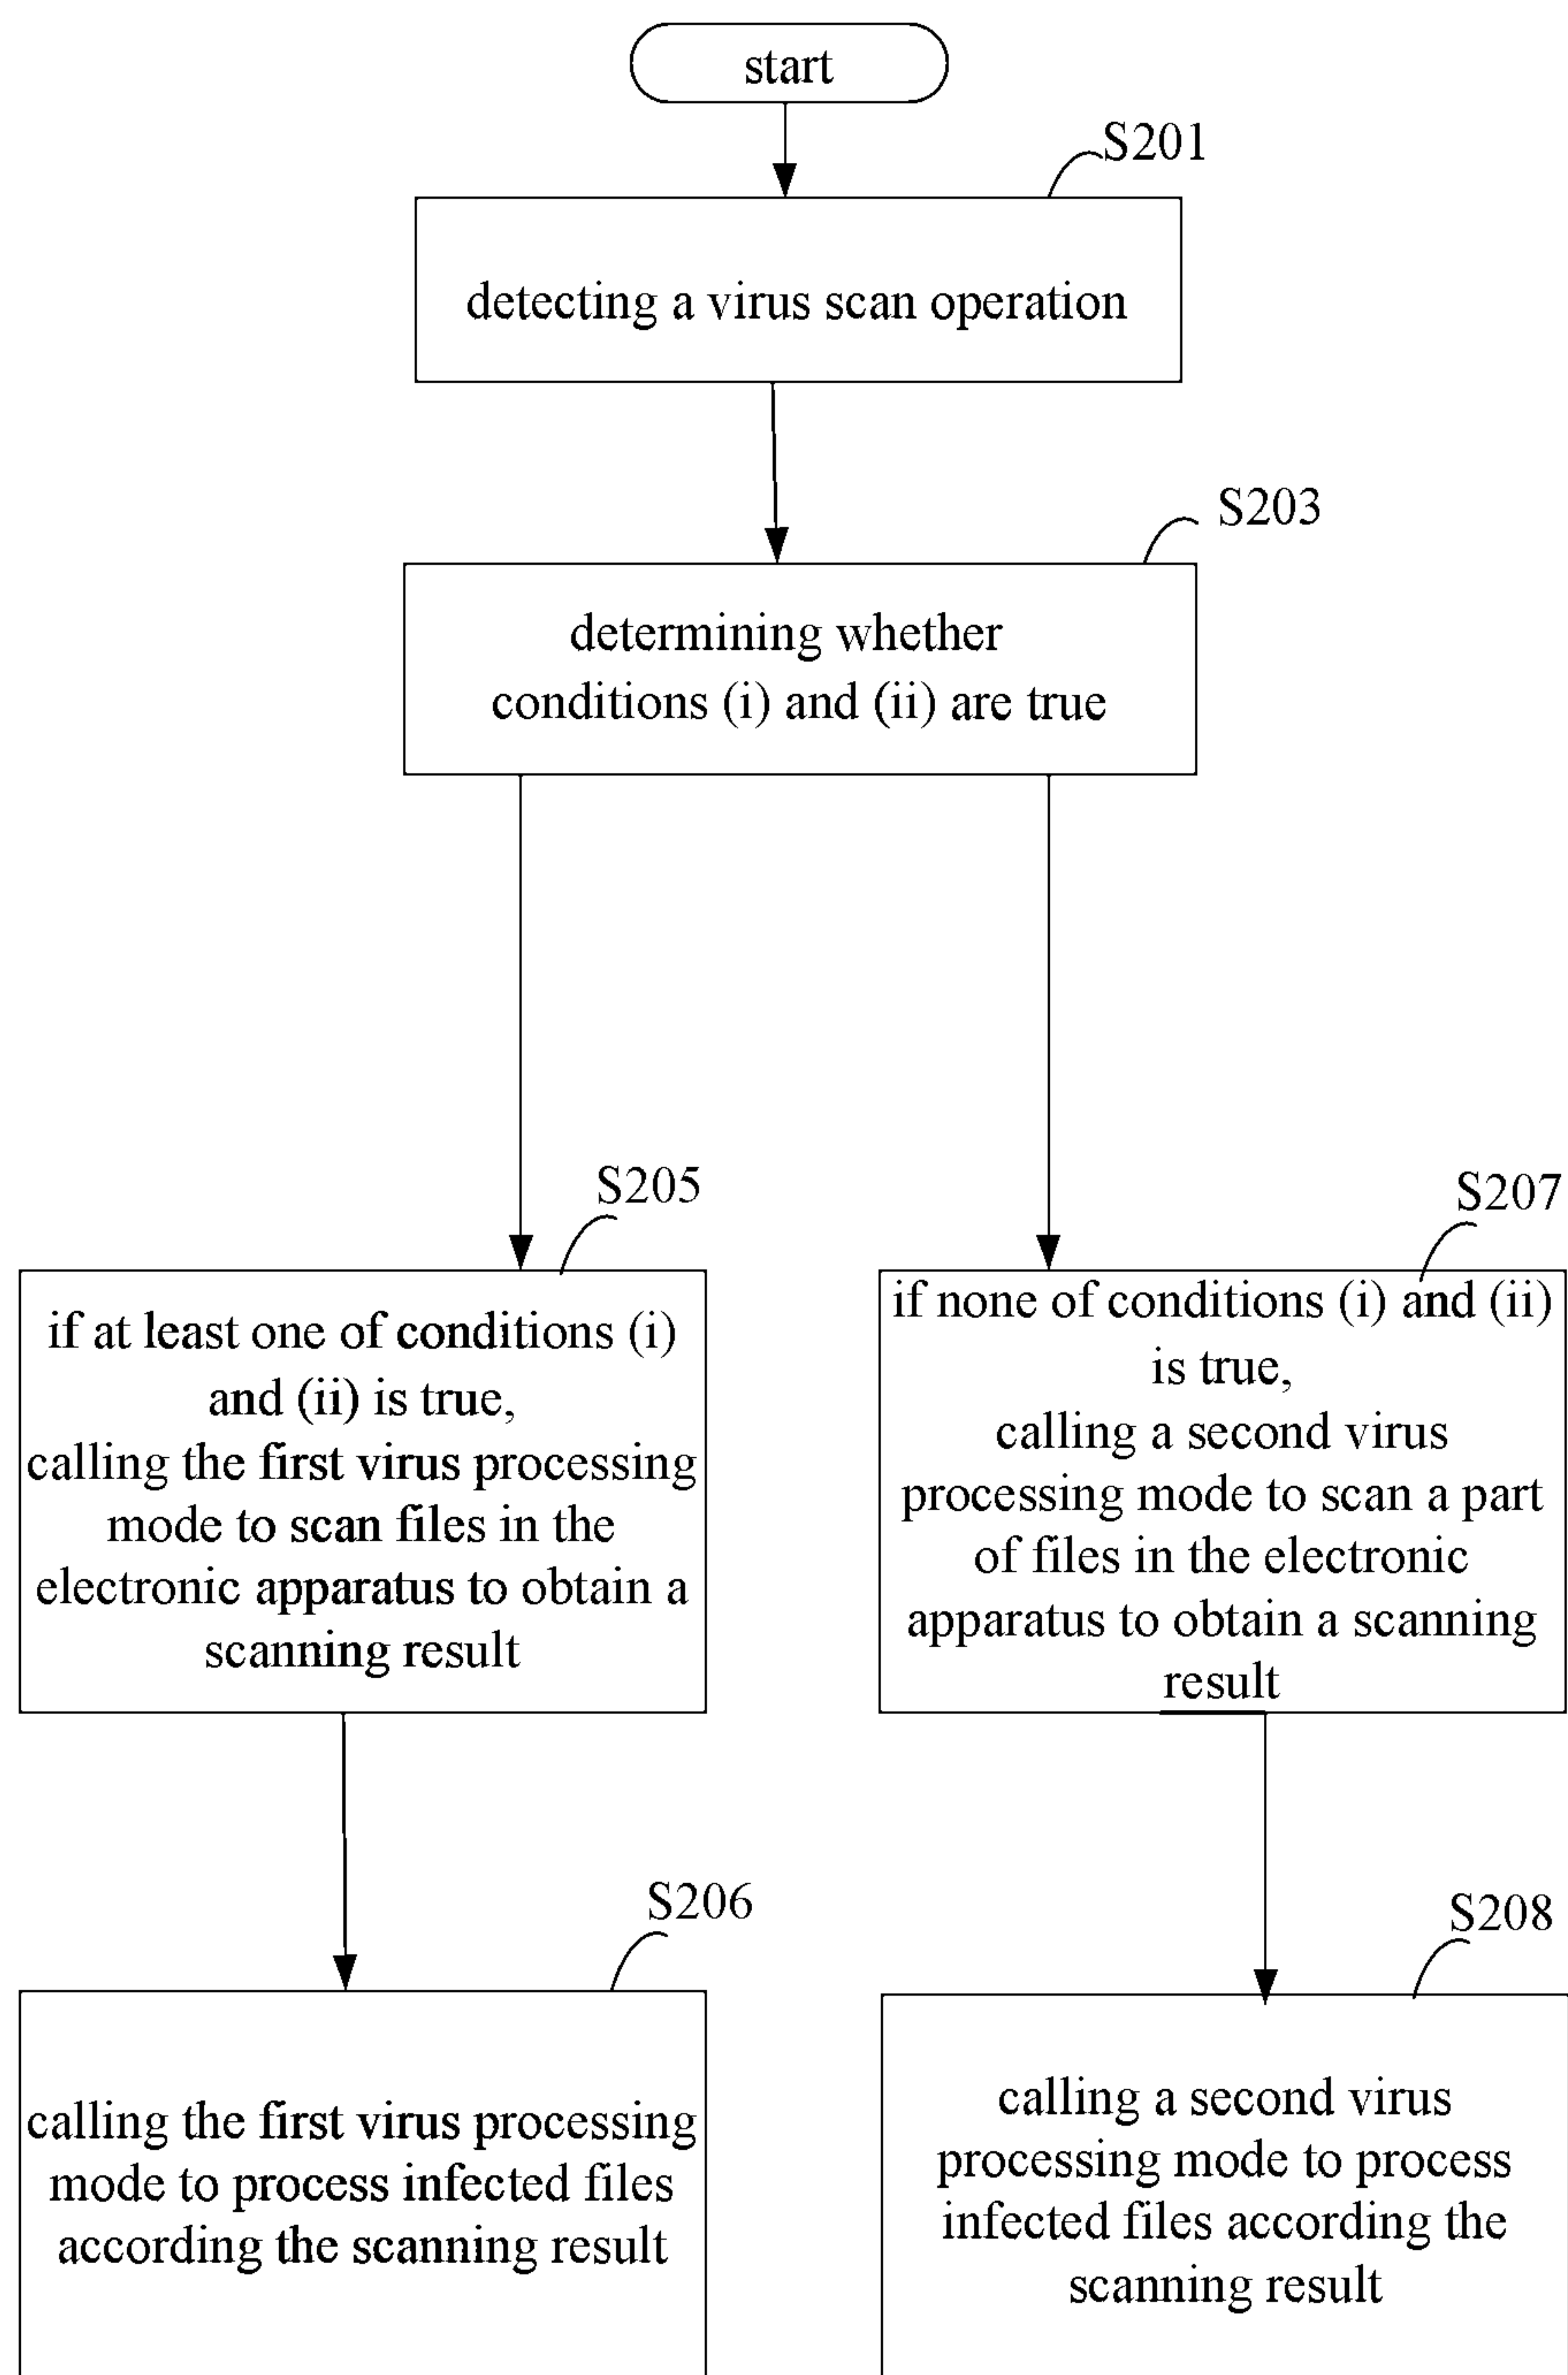 start
S201
detecting a virus scan operation
S203
determining whether
conditions (i) and (ii) are true
S205
if at least one of conditions (i)
and (ii) is true,
calling the first virus processing
mode to scan files in the
electronic apparatus to obtain a
scanning result
S207
if none of conditions (i) and (ii)
is true,
calling a second virus
processing mode to scan a part
of files in the electronic
apparatus to obtain a scanning
result
S206
calling the first virus processing
mode to process infected files
according the scanning result
S208
calling a second virus
processing mode to process
infected files according the
scanning result